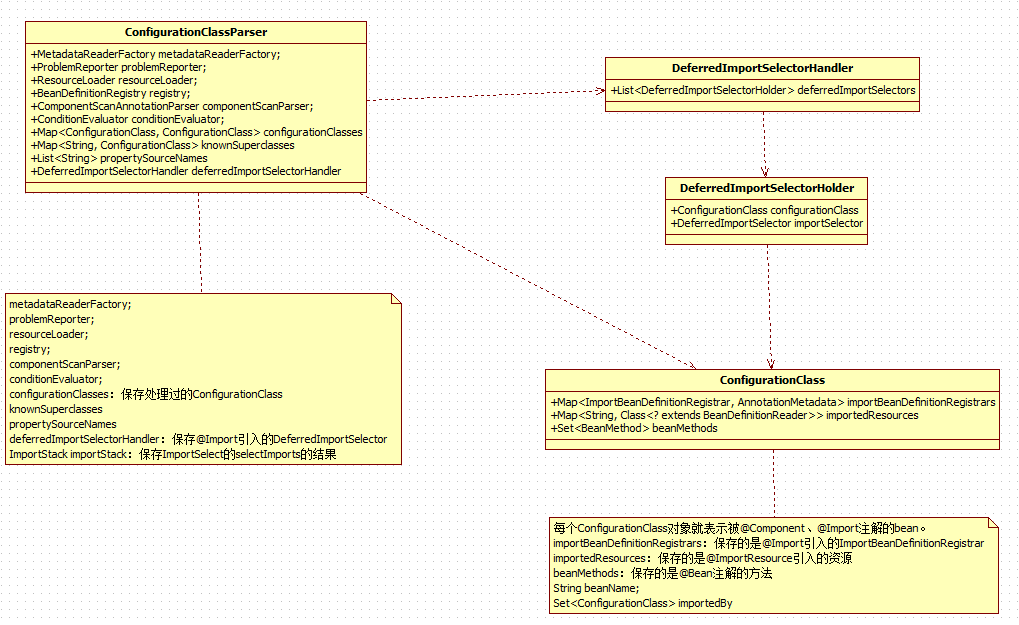 ConfigurationClassParser
+MetadataReaderFactory metadataReaderFactory;
+ProblemReporter problemReporter;
+ResourceLoader resourceLoader;
+BeanDefinitionRegistry registry;
+ComponentScanAnnotationParser componentScanParser;
+ConditionEvaluator conditionEvaluator;
+Map<ConfigurationClass, ConfigurationClass> configurationClasses
+Map<String, ConfigurationClass> knownSuperclasses
+List<String> propertySourceNames
+DeferredImportSelectorHandler deferredImportSelectorHandler
DeferredImportSelectorHandler
+List<DeferredImportSelectorHolder> deferredImportSelectors
DeferredImportSelectorHolder
+ConfigurationClass configurationClass
+DeferredImportSelector importSelector
metadataReaderFactory;
problemReporter;
resourceLoader;
registry;
componentScanParser;
conditionEvaluator;
configurationClasses：保存处理过的ConfigurationClass
knownSuperclasses
propertySourceNames
deferredImportSelectorHandler：保存@Import引入的DeferredImportSelector
ImportStack importStack：保存ImportSelect的selectImports的结果
ConfigurationClass
+Map<ImportBeanDefinitionRegistrar, AnnotationMetadata> importBeanDefinitionRegistrars
+Map<String, Class<? extends BeanDefinitionReader>> importedResources
+Set<BeanMethod> beanMethods
每个ConfigurationClass对象就表示被@Component、@Import注解的bean。
importBeanDefinitionRegistrars：保存的是@Import引入的ImportBeanDefinitionRegistrar
importedResources：保存的是@ImportResource引入的资源
beanMethods：保存的是@Bean注解的方法
String beanName;
Set<ConfigurationClass> importedBy